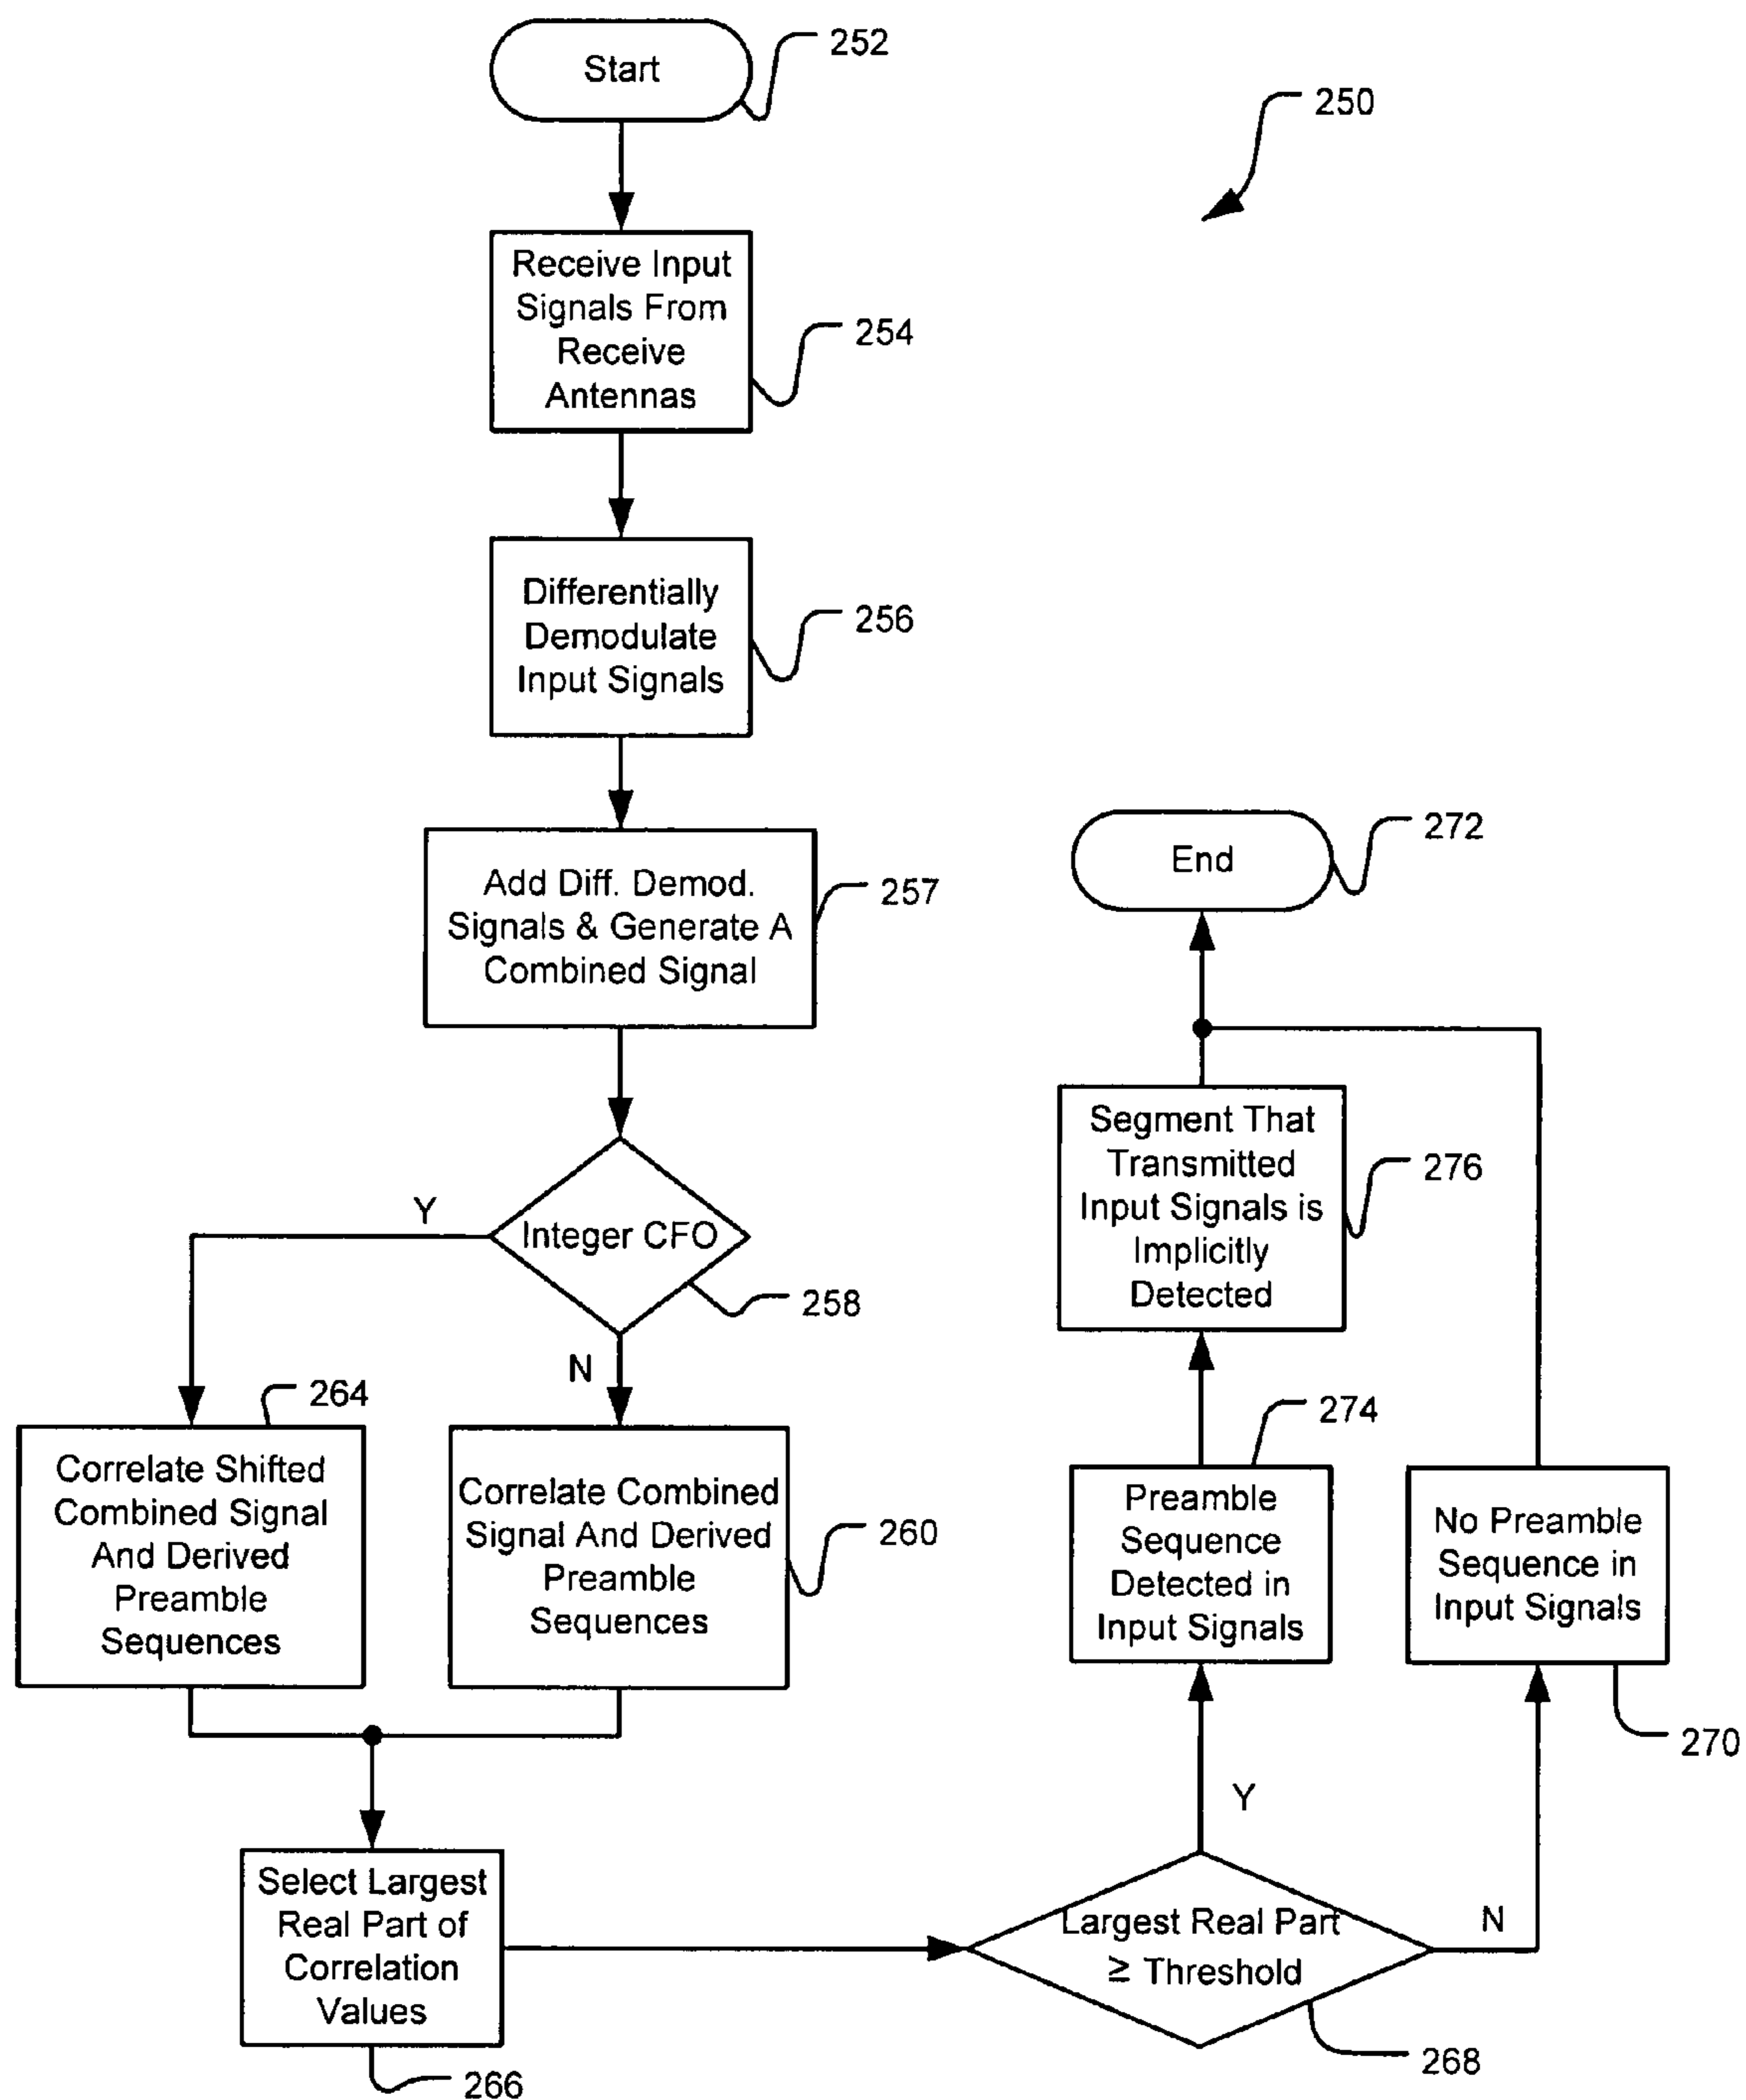 Start
252
250
Receive Input
Signals From
Receive
Antennas
254
Differentially
Demodulate
Input Signals
256
Add Diff. Demod.
Signals & Generate A
Combined Signal
257
End
272
Segment That
Transmitted
Input Signals is
Implicitly
Detected
276
Y
Integer CFO
258
N
264
Correlate Shifted
Combined Signal
And Derived
Preamble
Sequences
Correlate Combined
Signal And Derived
Preamble
Sequences
260
274
Preamble
Sequence
Detected in
Input Signals
No Preamble
Sequence in
Input Signals
270
Y
Select Largest
Real Part of
Correlation
Values
266
Largest Real Part
≥ Threshold
N
268